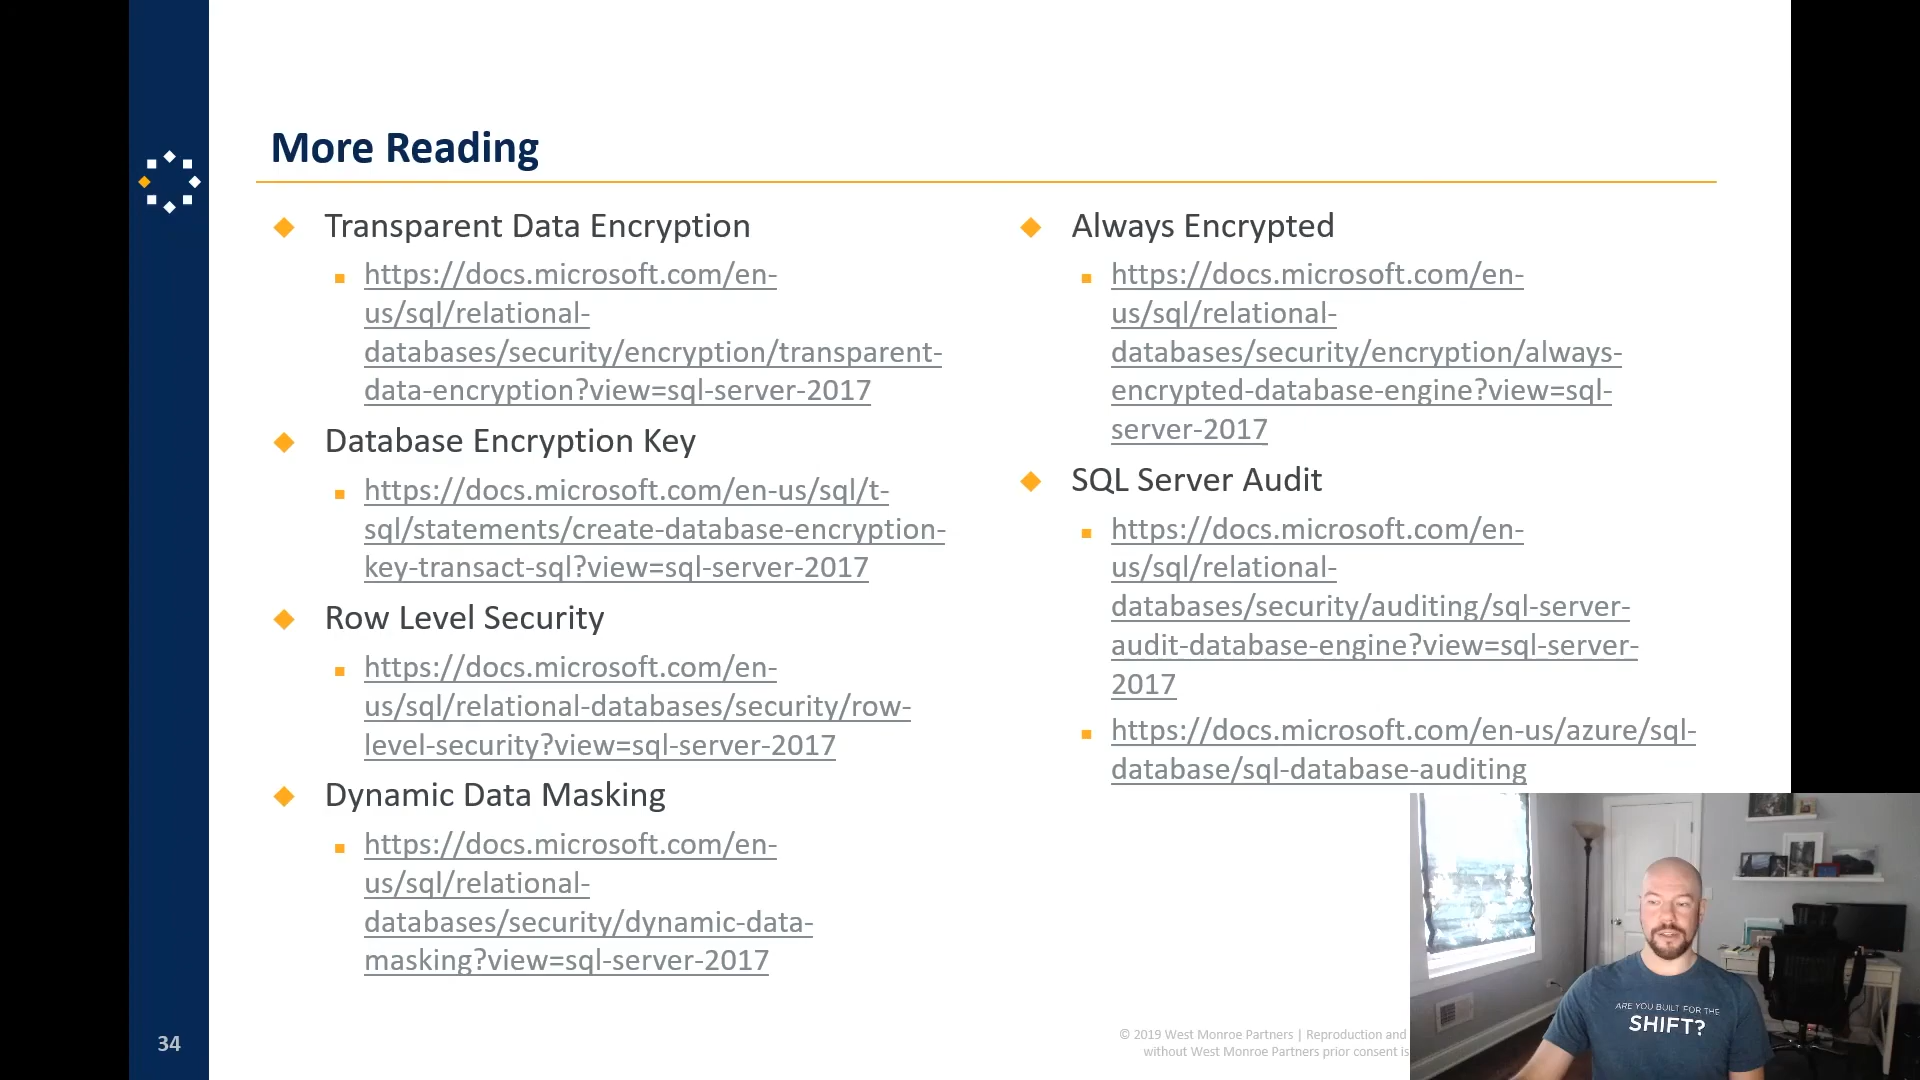 More Reading
Transparent Data Encryption
https://docs.microsoft.com/en-
us/sql/relational-
databases/security/encryption/transparent-
data-encryption?view=sql-server-2017
Database Encryption Key
https://docs.microsoft.com/en-us/sql/t-
sql/statements/create-database-encryption-
key-transact-sql?view=sql-server-2017
Row Level Security
https://docs.microsoft.com/en-
us/sql/relational-databases/security/row-
level-security?view=sql-server-2017
Dynamic Data Masking
https://docs.microsoft.com/en-
us/sql/relational-
databases/security/dynamic-data-
masking?view=sql-server-2017
Always Encrypted
https://docs.microsoft.com/en-
us/sql/relational-
databases/security/encryption/always-
encrypted-database-engine?view=sql-
server-2017
SQL Server Audit
https://docs.microsoft.com/en-
us/sql/relational-
databases/security/auditing/sql-server-
audit-database-engine?view=sql-server-
2017
https://docs.microsoft.com/en-us/azure/sql-
database/sql-database-auditing
34
© 2019 West Monroe Partners | Reproduction and
without West Monroe Partners prior consent is
ARE YOU BUILT FOR THE
SHIFT?